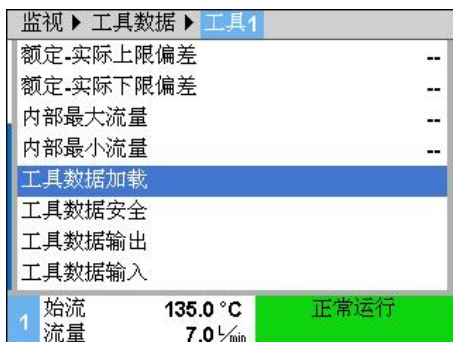 监视 ▶ 工具数据 ▶ 工具1
额定-实际上限偏差 --
额定-实际下限偏差 --
内部最大流量 --
内部最小流量 --
工具数据加载
工具数据安全
工具数据输出
工具数据输入
1 始流 135.0 °C 正常运行
流量 7.0 L/min